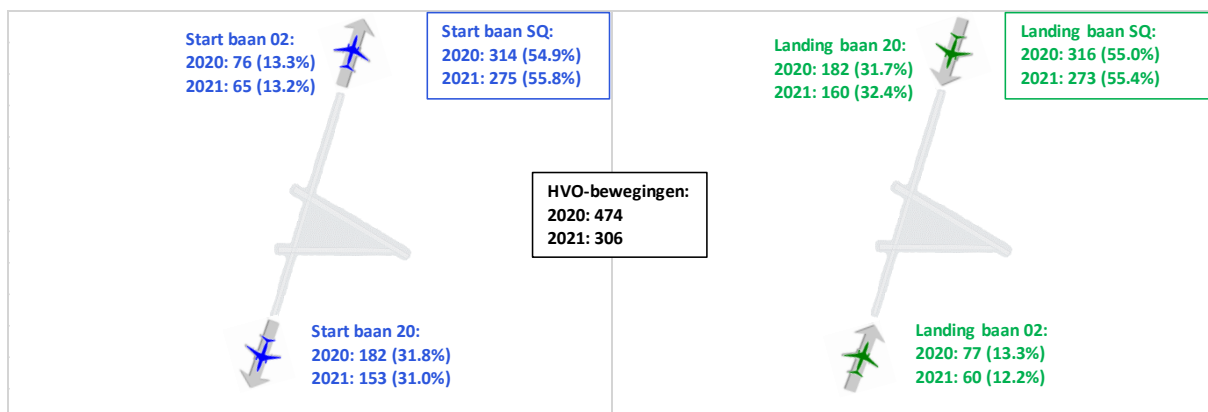 Start baan 02:
2020: 76 (13.3%)
2021: 65 (13.2%)
Start baan SQ:
2020: 314 (54.9%)
2021: 275 (55.8%)
Landing baan 20:
2020: 182 (31.7%)
2021: 160 (32.4%)
Landing baan SQ:
2020: 316 (55.0%)
2021: 273 (55.4%)
HVO-bewegingen:
2020: 474
2021: 306
Start baan 20:
2020: 182 (31.8%)
2021: 153 (31.0%)
Landing baan 02:
2020: 77 (13.3%)
2021: 60 (12.2%)